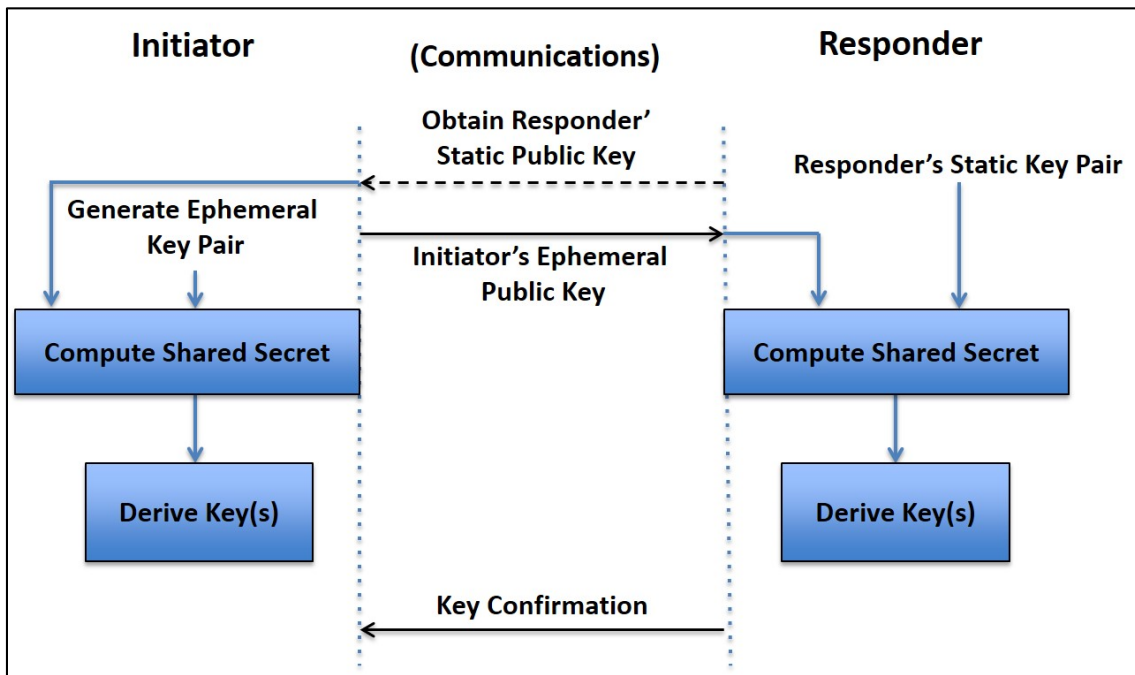 Initiator
(Communications)
Responder
Obtain Responder'
Static Public Key
Responder's Static Key Pair
Generate Ephemeral
Key Pair
Initiator's Ephemeral
Public Key
Compute Shared Secret
Compute Shared Secret
Derive Key(s)
Derive Key(s)
Key Confirmation